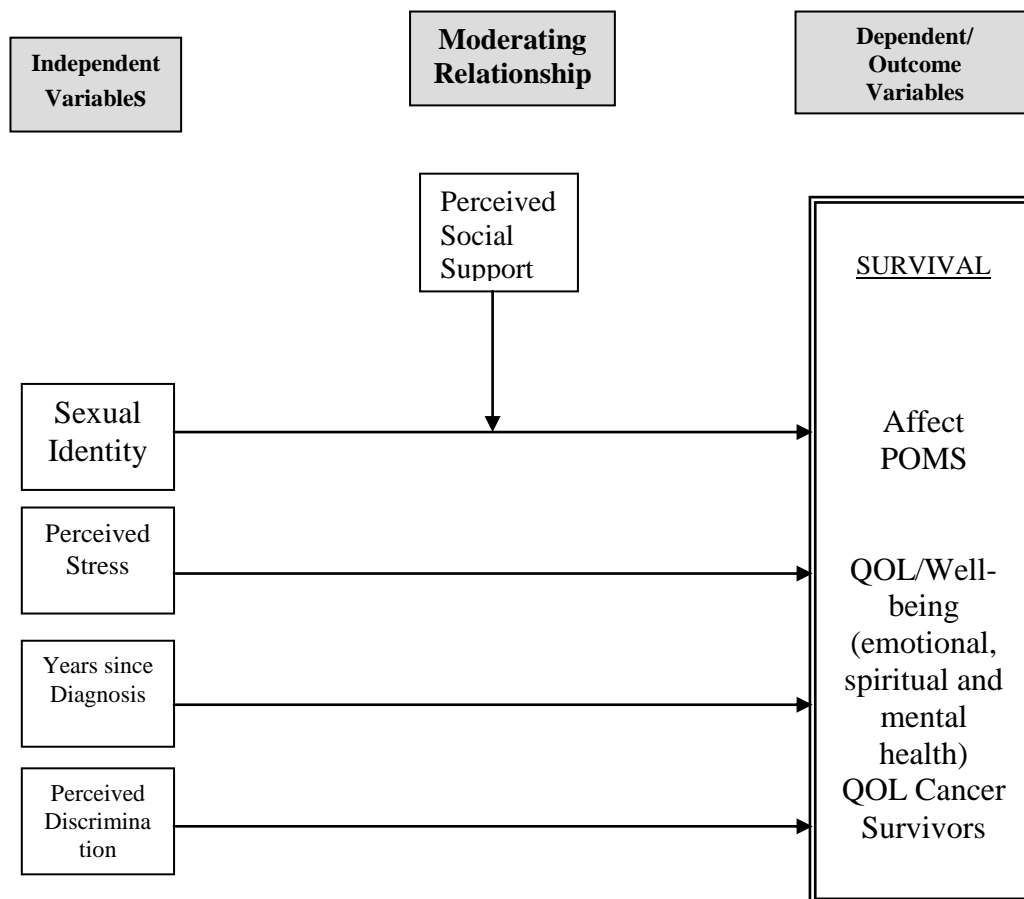 Independent
VariableS
Moderating
Relationship
Dependent/
Outcome
Variables
Perceived
Social
Support
SURVIVAL
Sexual
Identity
Affect
POMS
Perceived
Stress
QOL/Well-
being
(emotional,
spiritual and
mental
health)
QOL Cancer
Survivors
Years since
Diagnosis
Perceived
Discrimina
tion